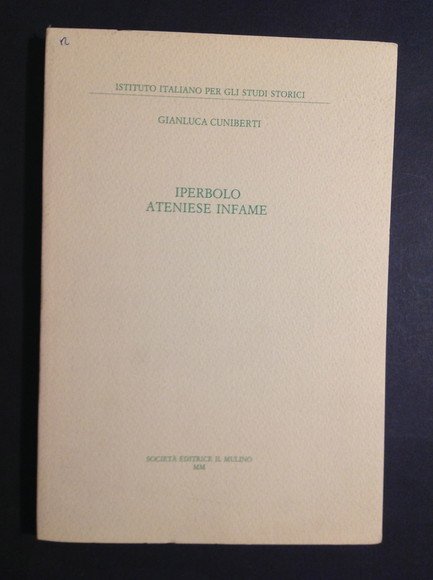 ISTITUTO ITALIANO PER GLI STUDI STORICI
GIANLUCA CUNIBERTI
IPERBOLO
ATENIESE INFAME
SOCIETÀ EDITRICE IL MULINO
MM